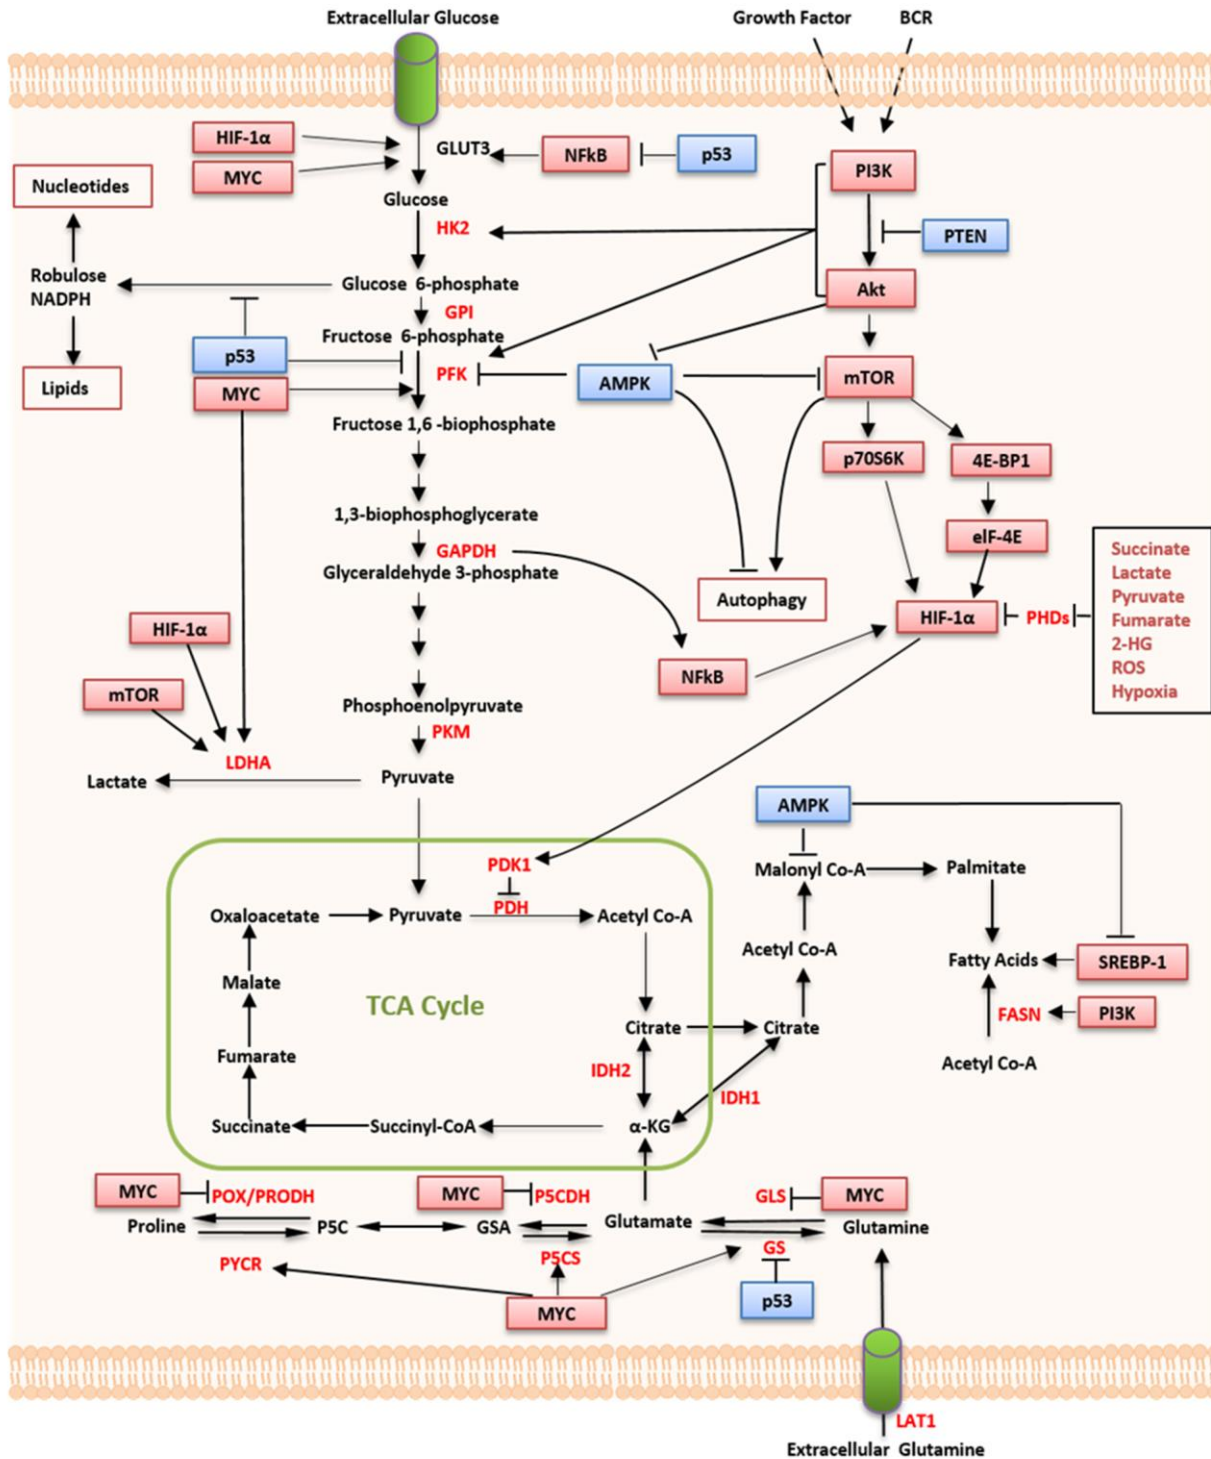 Extracellular Glucose
Growth Factor
BCR
HIF-1α
MYC
GLUT3
NFkB
p53
PI3K
Nucleotides
Glucose
HK2
PTEN
Robulose
NADPH
Glucose 6-phosphate
Akt
GPI
Fructose 6-phosphate
p53
PFK
AMPK
mTOR
Lipids
MYC
Fructose 1,6 -biophosphate
p70S6K
4E-BP1
1,3-biophosphoglycerate
eIF-4E
GAPDH
Glyceraldehyde 3-phosphate
Autophagy
HIF-1α
PHDs
Succinate
Lactate
Pyruvate
Fumarate
2-HG
ROS
Hypoxia
HIF-1α
NFkB
mTOR
Phosphoenolpyruvate
PKM
LDHA
Lactate
Pyruvate
AMPK
PDK1
Malonyl Co-A
Palmitate
PDH
Oxaloacetate
Pyruvate
Acetyl Co-A
Acetyl Co-A
Fatty Acids
SREBP-1
Malate
TCA Cycle
Citrate
Citrate
FASN
PI3K
Acetyl Co-A
Fumarate
IDH2
IDH1
Succinate
Succinyl-CoA
α-KG
MYC
POX/PRODH
MYC
P5CDH
GLS
MYC
Proline
P5C
GSA
Glutamate
Glutamine
PYCR
P5CS
GS
MYC
p53
LAT1
Extracellular Glutamine